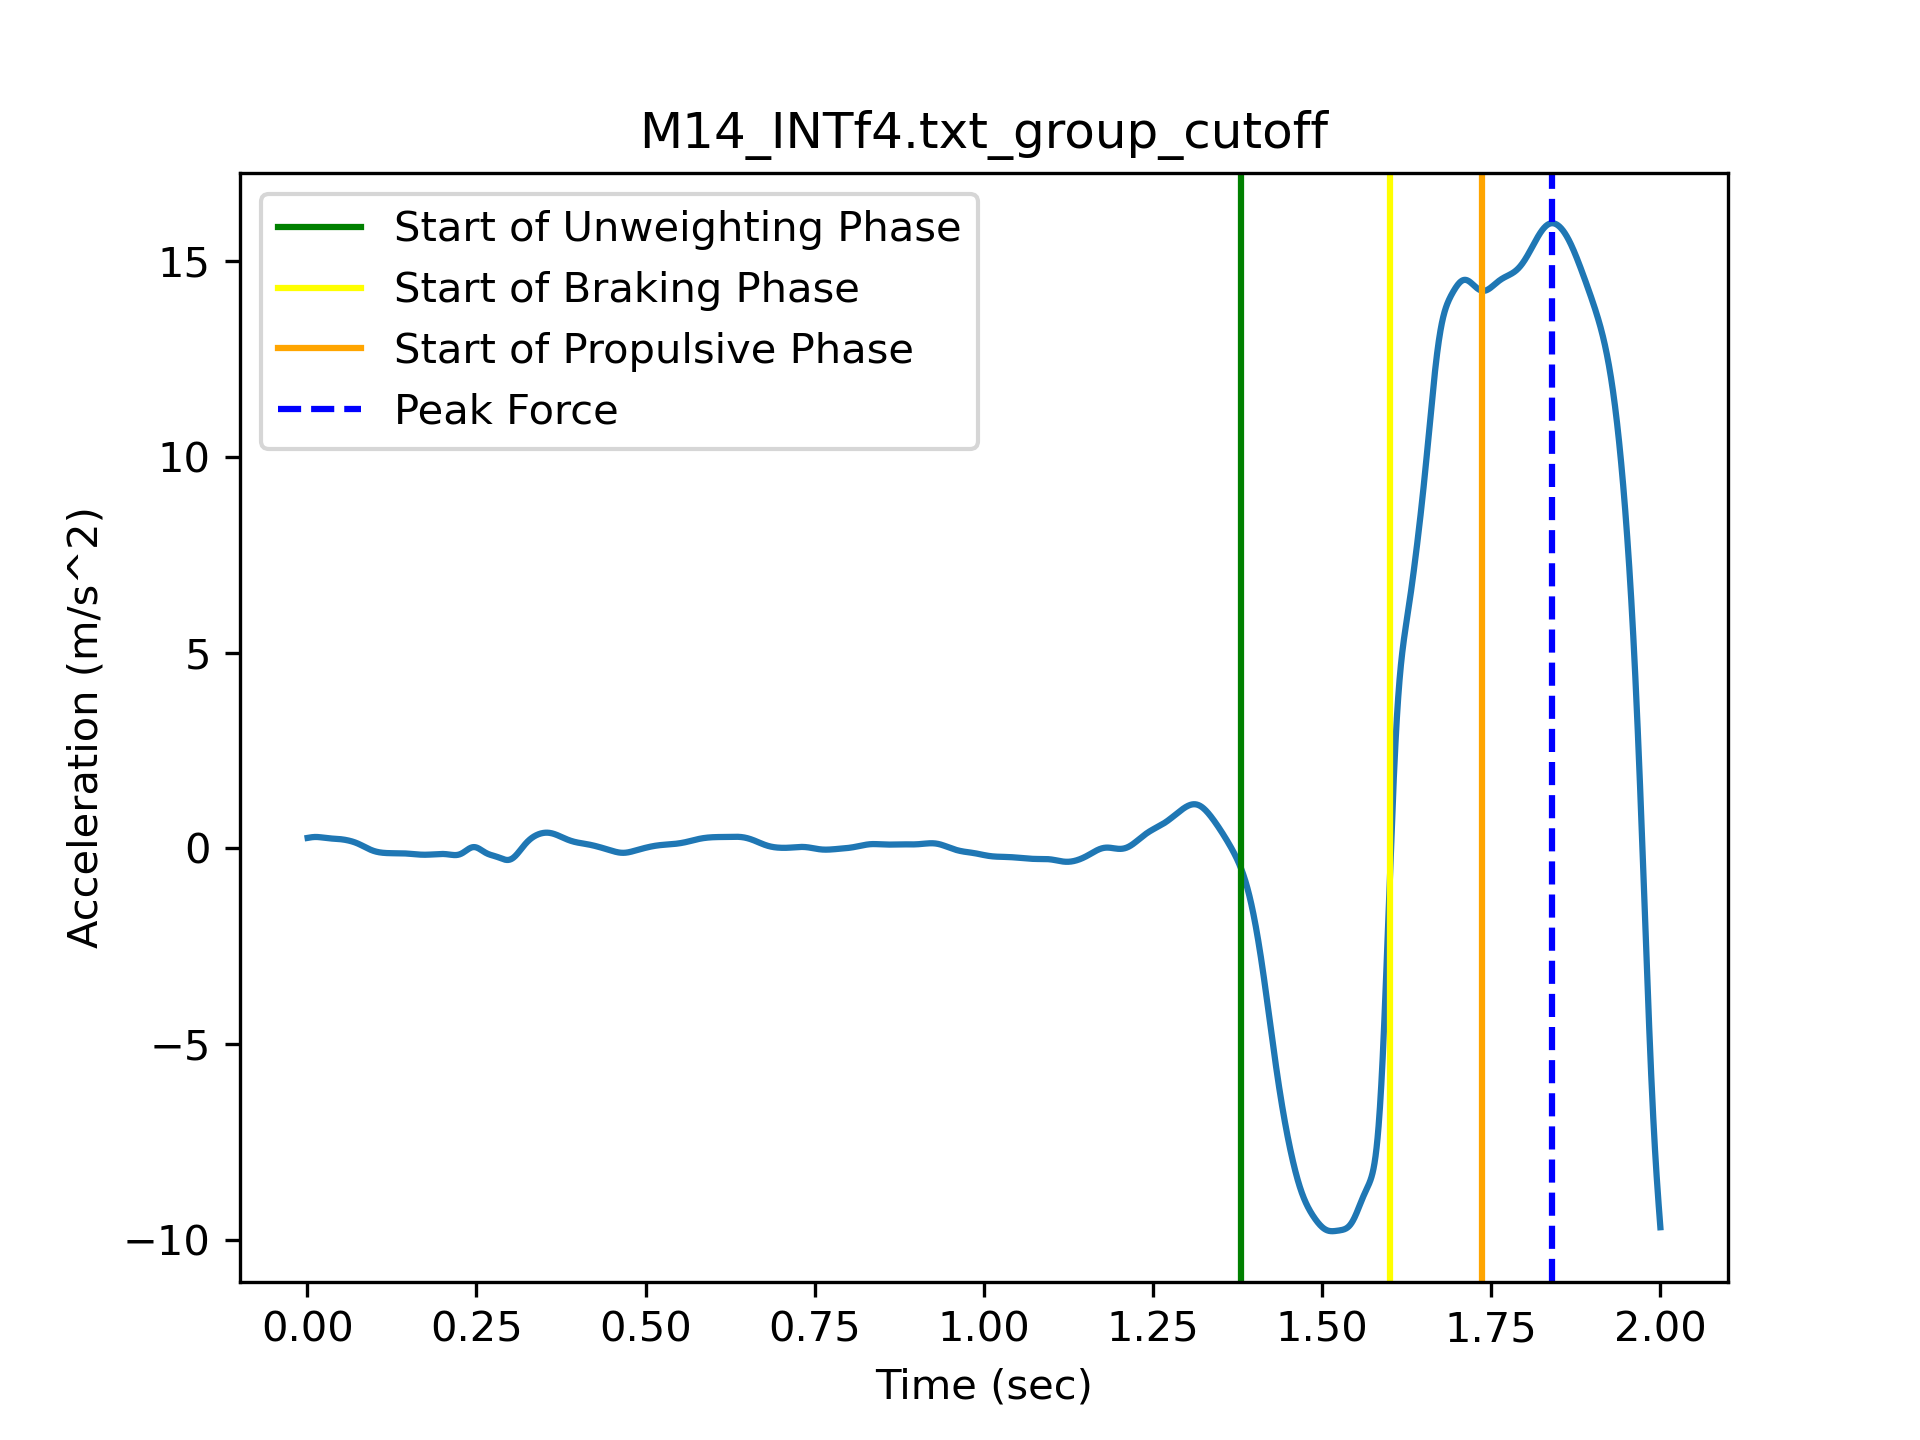 M14_INTf4.txt_group_cutoff
Start of Unweighting Phase
Start of Braking Phase
Start of Propulsive Phase
Peak Force
Acceleration (m/s^2)
15
10
5
0
−5
−10
0.00 0.25 0.50 0.75 1.00 1.25 1.50 1.75 2.00
Time (sec)